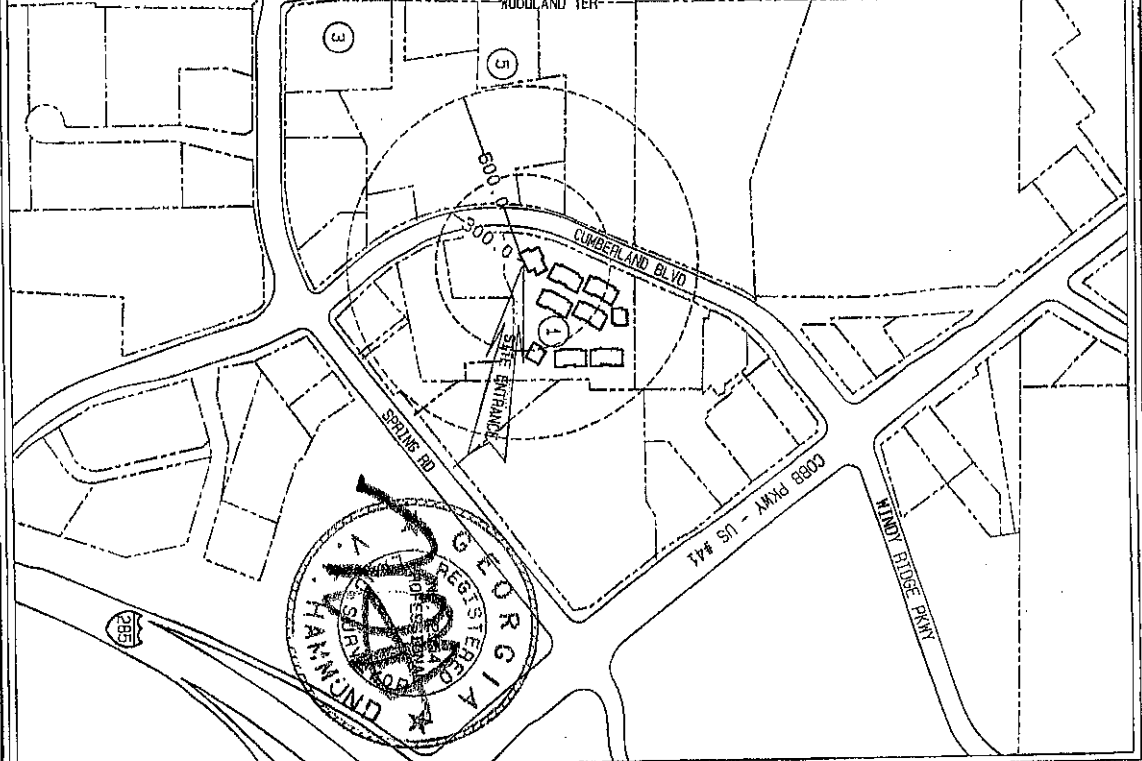 WOODLAND TER
3
5
600.0
300.0
CUMBERLAND BLVD
1
SITE ENTRANCE
SPRING RD
COBB PKWY - US #41
WINDY RIDGE PKWY
285
GEORGIA
REGISTERED
PROFESSIONAL
SURVEYOR
V. HAMMOND